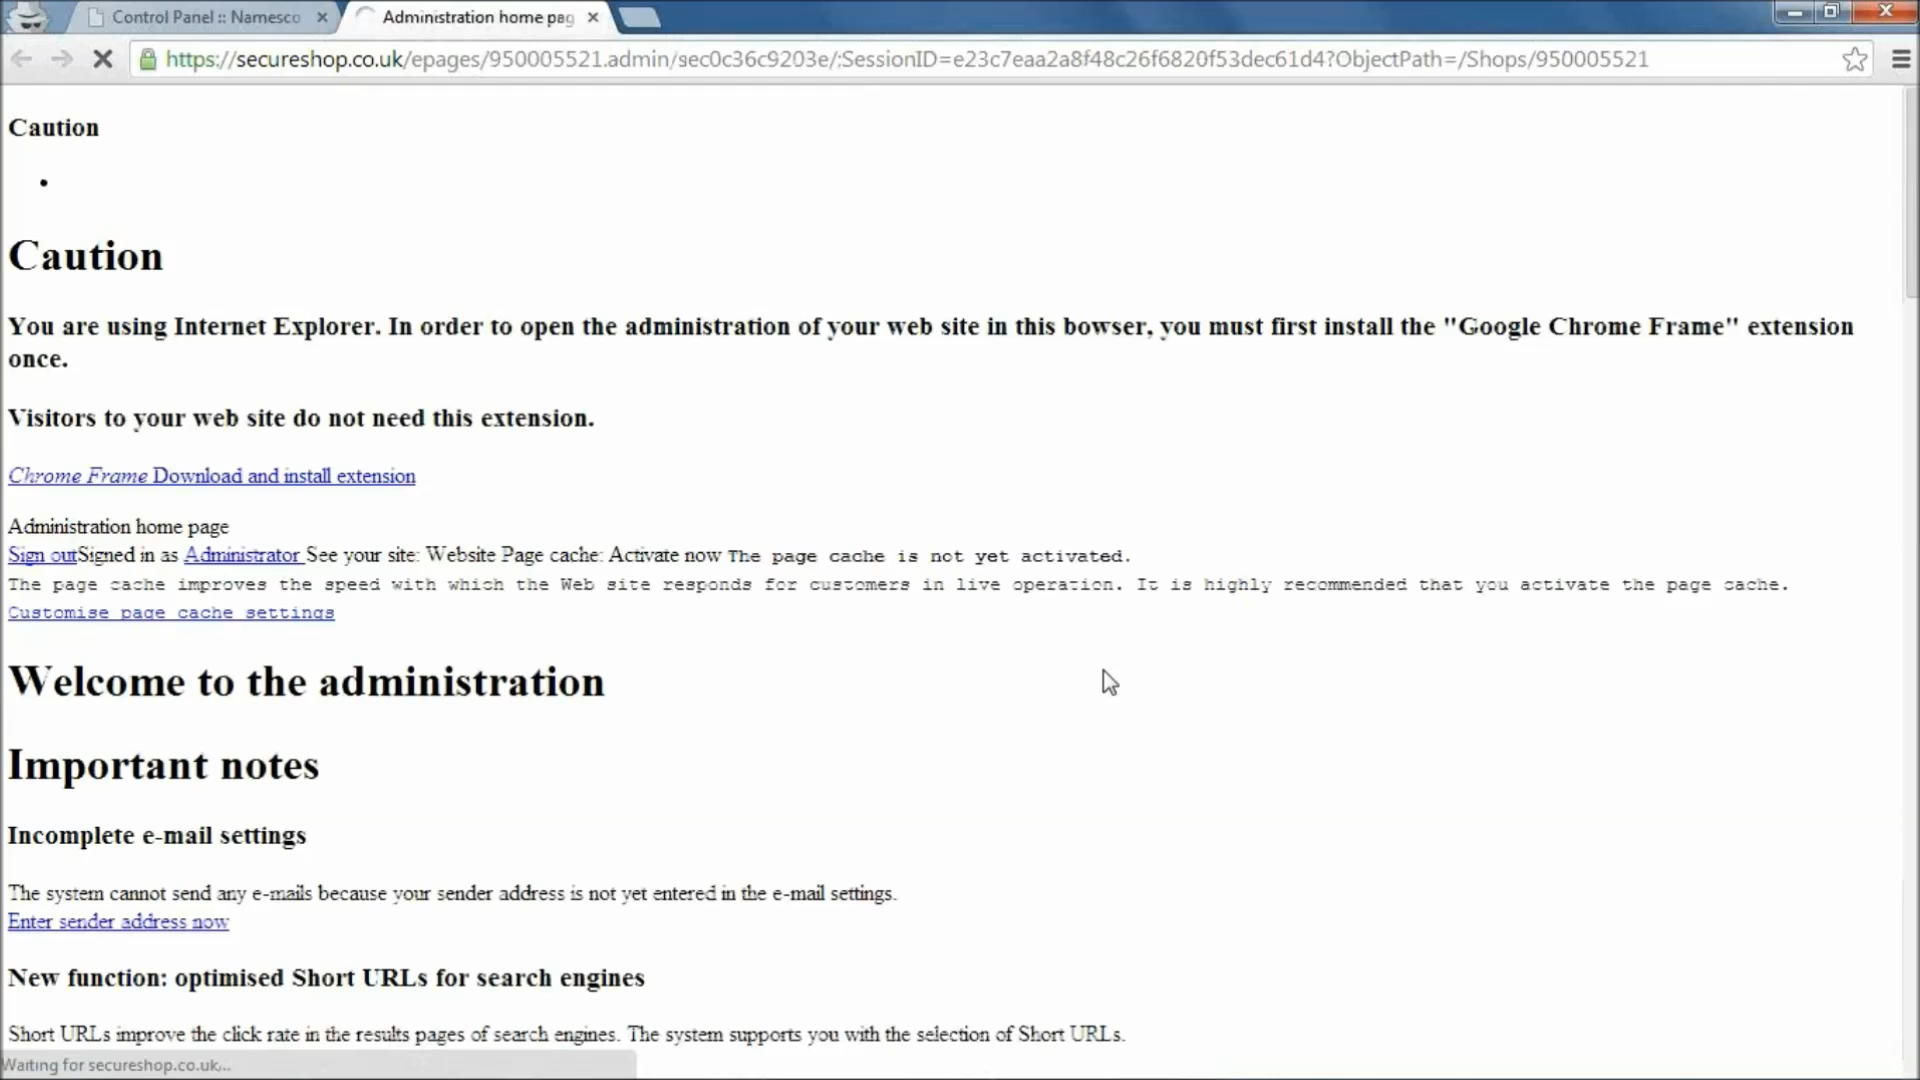 Control Panel :: Namesco
Administration home pag
https://secureshop.co.uk/epages/950005521.admin/sec0c36c9203e/;SessionID=e23c7eaa2a8f48c26f6820f53dec61d4?ObjectPath=/Shops/950005521
Caution
•
Caution
You are using Internet Explorer. In order to open the administration of your web site in this bowser, you must first install the "Google Chrome Frame" extension
once.
Visitors to your web site do not need this extension.
Chrome Frame Download and install extension
Administration home page
Sign outSigned in as Administrator See your site: Website Page cache: Activate now The page cache is not yet activated.
The page cache improves the speed with which the Web site responds for customers in live operation. It is highly recommended that you activate the page cache.
Customise page cache settings
Welcome to the administration
Important notes
Incomplete e-mail settings
The system cannot send any e-mails because your sender address is not yet entered in the e-mail settings.
Enter sender address now
New function: optimised Short URLs for search engines
Short URLs improve the click rate in the results pages of search engines. The system supports you with the selection of Short URLs.
Waiting for secureshop.co.uk...